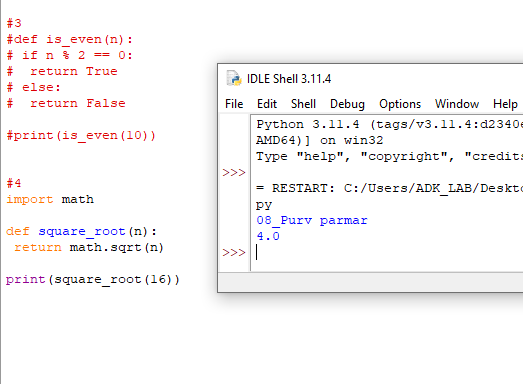 #3
#def is_even(n):
# if n % 2 == 0:
#  return True
# else:
#  return False
#print(is_even(10))
#4
import math
def square_root(n):
 return math.sqrt(n)
print(square_root(16))
IDLE Shell 3.11.4
File Edit Shell Debug Options Window Help
Python 3.11.4 (tags/v3.11.4:d2340
AMD64)] on win32
Type "help", "copyright", "credits
>>>
= RESTART: C:/Users/ADK_LAB/Deskto
py
08_Purv parmar
4.0
>>>